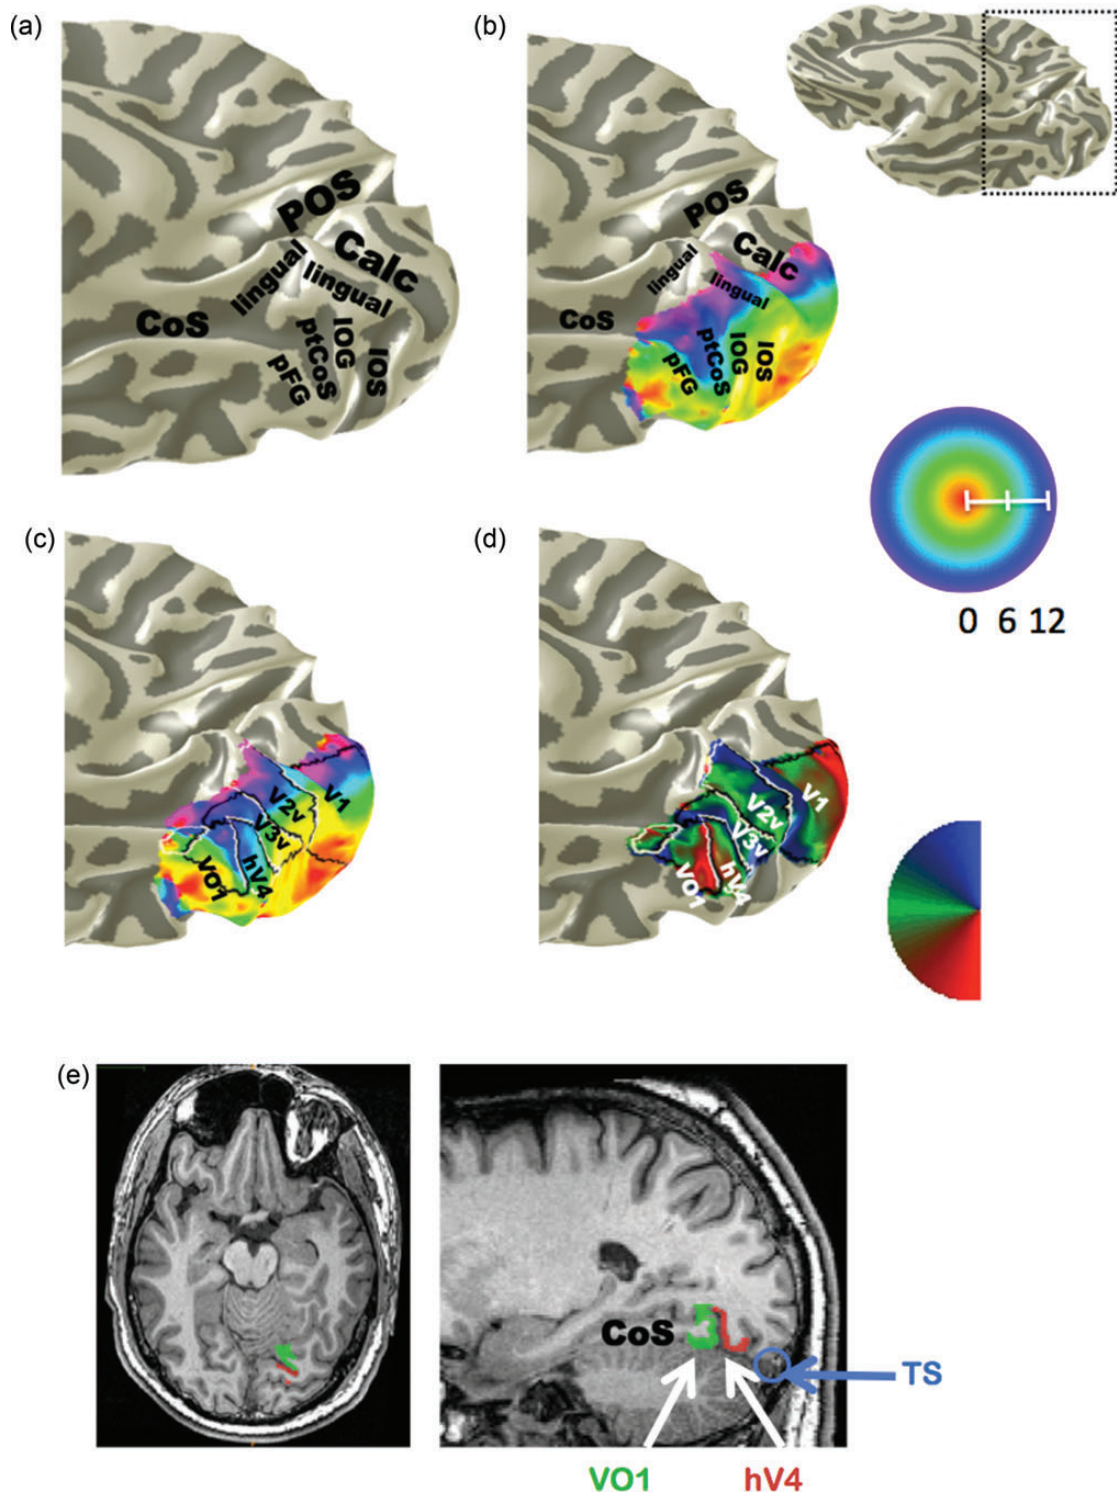 (a)
POS
Calc
lingual
lingual
CoS
IOG
ptCoS
IOS
pFG
(b)
POS
Calc
lingual
lingual
CoS
IOG
ptCoS
IOS
pFG
0 6 12
(c)
V1
V2v
V3v
hV4
VO1
(d)
V1
V2v
V3v
hV4
VO1
(e)
CoS
TS
VO1
hV4